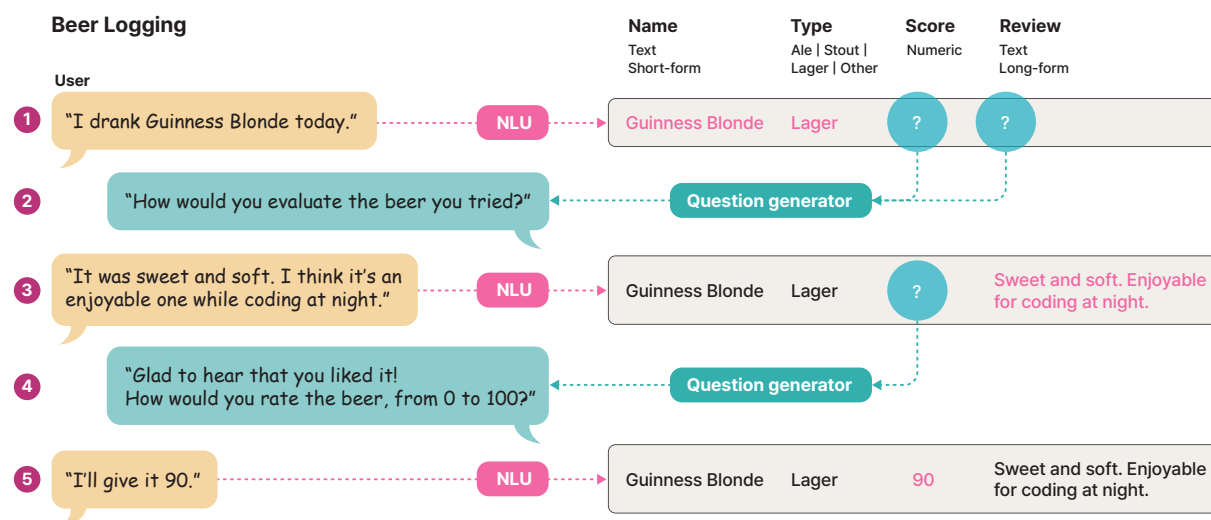 Beer Logging
Name
Type
Score
Review
Text
Short-form
Ale | Stout |
Lager | Other
Numeric
Text
Long-form
User
1
“I drank Guinness Blonde today.”
NLU
Guinness Blonde
Lager
?
?
2
“How would you evaluate the beer you tried?”
Question generator
3
“It was sweet and soft. I think it’s an
enjoyable one while coding at night.”
NLU
Guinness Blonde
Lager
?
Sweet and soft. Enjoyable
for coding at night.
4
“Glad to hear that you liked it!
How would you rate the beer, from 0 to 100?”
Question generator
5
“I’ll give it 90.”
NLU
Guinness Blonde
Lager
90
Sweet and soft. Enjoyable
for coding at night.